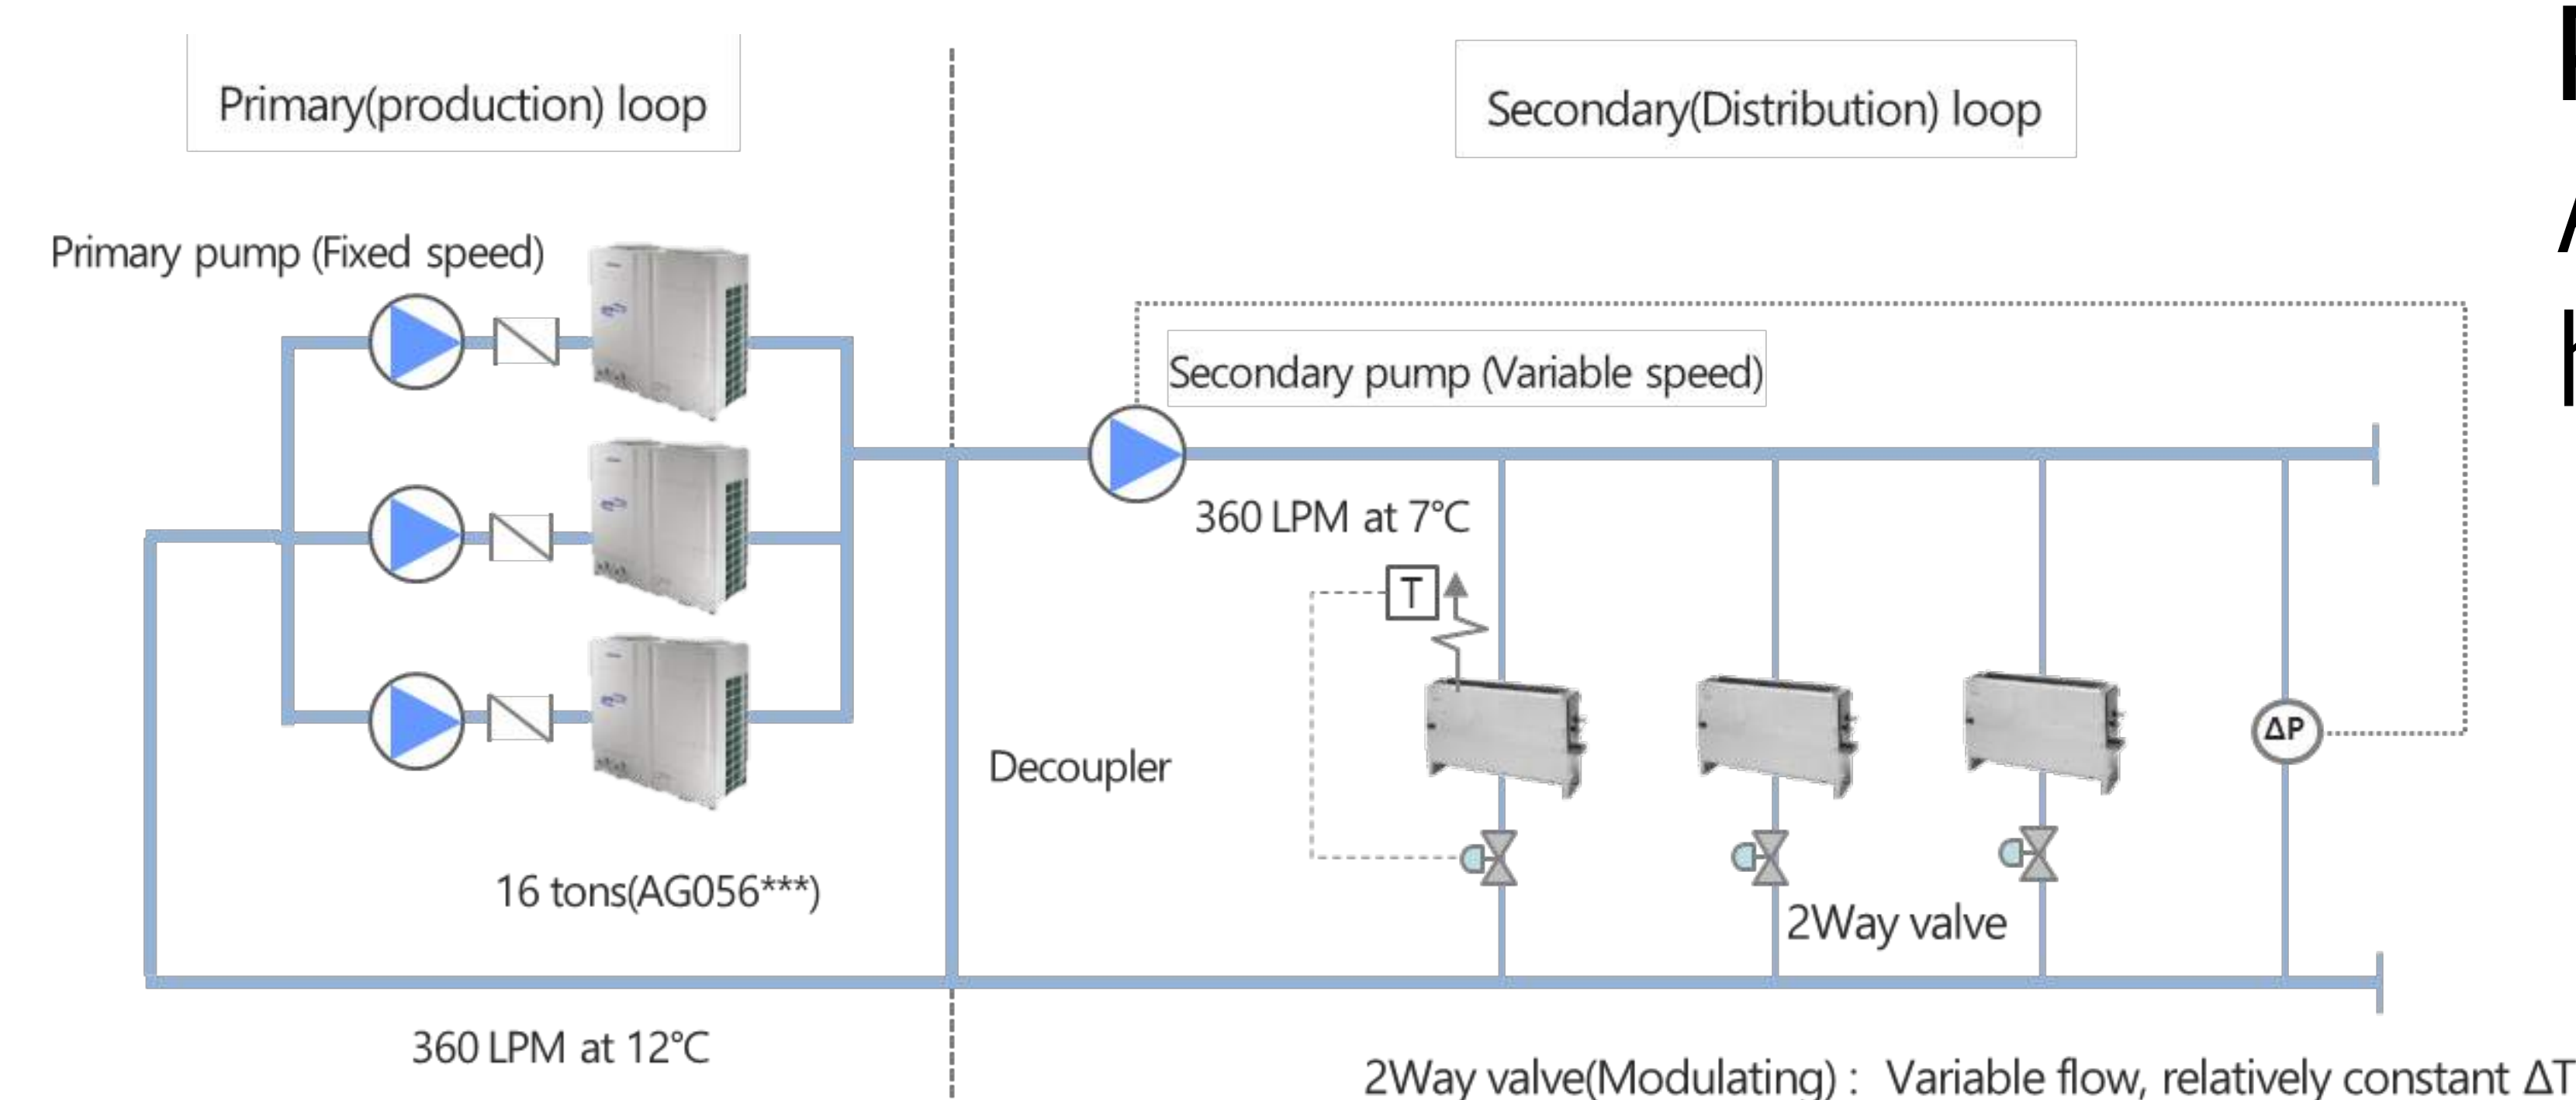 Primary(production) loop
Secondary(Distribution) loop
Primary pump (Fixed speed)
Secondary pump (Variable speed)
360 LPM at 7℃
T
ΔP
Decoupler
16 tons(AG056***)
2Way valve
360 LPM at 12℃
2Way valve(Modulating) : Variable flow, relatively constant ΔT